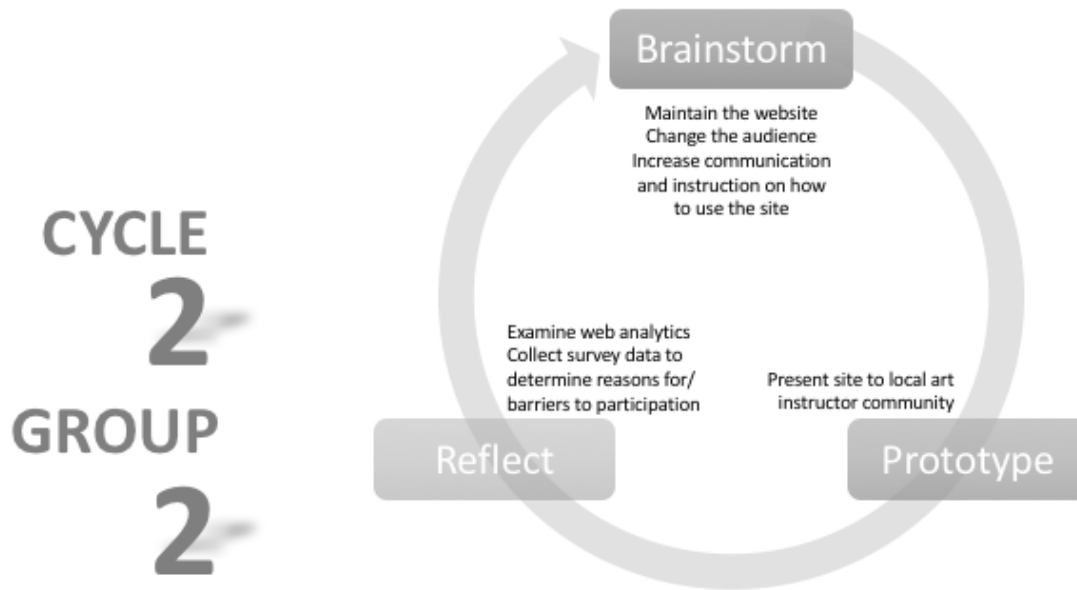 CYCLE
2
GROUP
2
Brainstorm
Maintain the website
Change the audience
Increase communication
and instruction on how
to use the site
Present site to local art
instructor community
Prototype
Examine web analytics
Collect survey data to
determine reasons for/
barriers to participation
Reflect